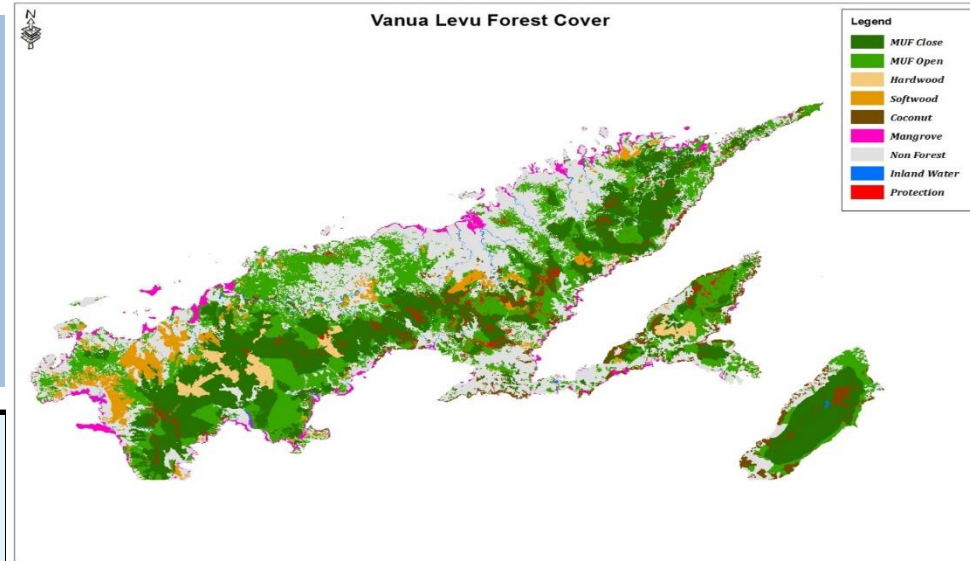 N
Vanua Levu Forest Cover
Legend
MUF Close
MUF Open
Hardwood
Softwood
Coconut
Mangrove
Non Forest
Inland Water
Protection